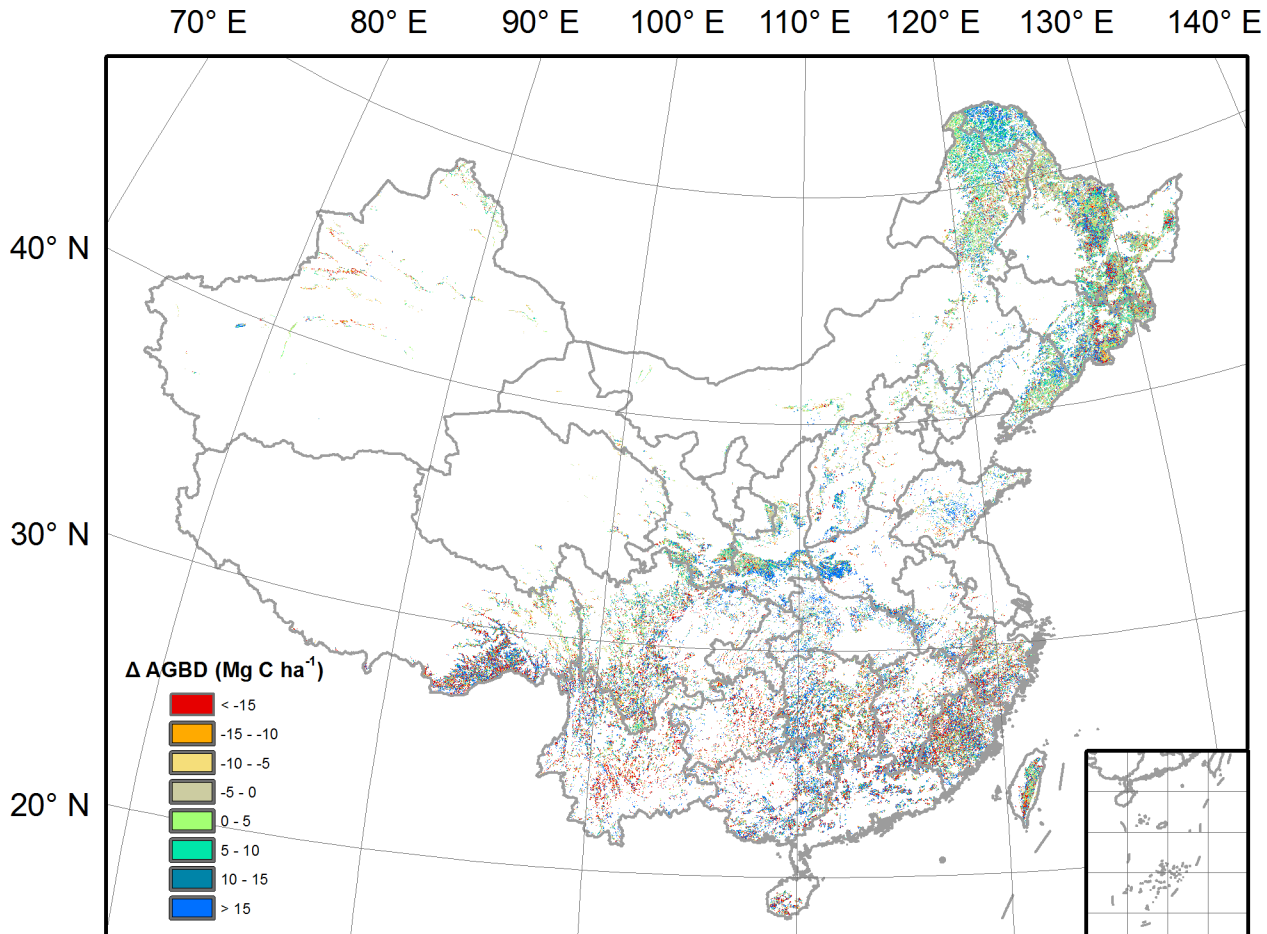 70° E 80° E 90° E 100° E 110° E 120° E 130° E 140° E
40° N
30° N
20° N
Δ AGBD (Mg C ha⁻¹)
< -15
-15 - -10
-10 - -5
-5 - 0
0 - 5
5 - 10
10 - 15
> 15